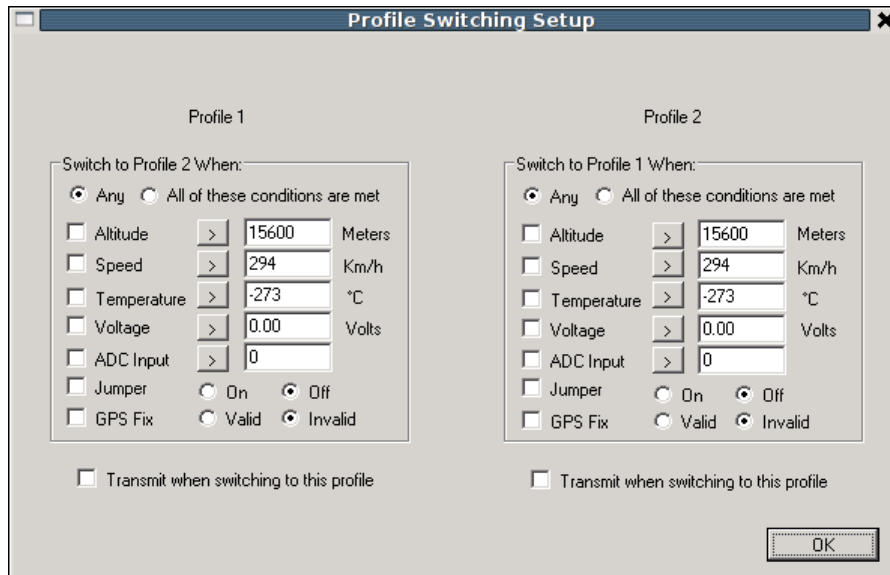 Profile Switching Setup
Profile 1
Switch to Profile 2 When:
Any All of these conditions are met
Altitude > 15600 Meters
Speed > 294 Km/h
Temperature > -273 °C
Voltage > 0.00 Volts
ADC Input > 0
Jumper On Off
GPS Fix Valid Invalid
Transmit when switching to this profile
Profile 2
Switch to Profile 1 When:
Any All of these conditions are met
Altitude > 15600 Meters
Speed > 294 Km/h
Temperature > -273 °C
Voltage > 0.00 Volts
ADC Input > 0
Jumper On Off
GPS Fix Valid Invalid
Transmit when switching to this profile
OK